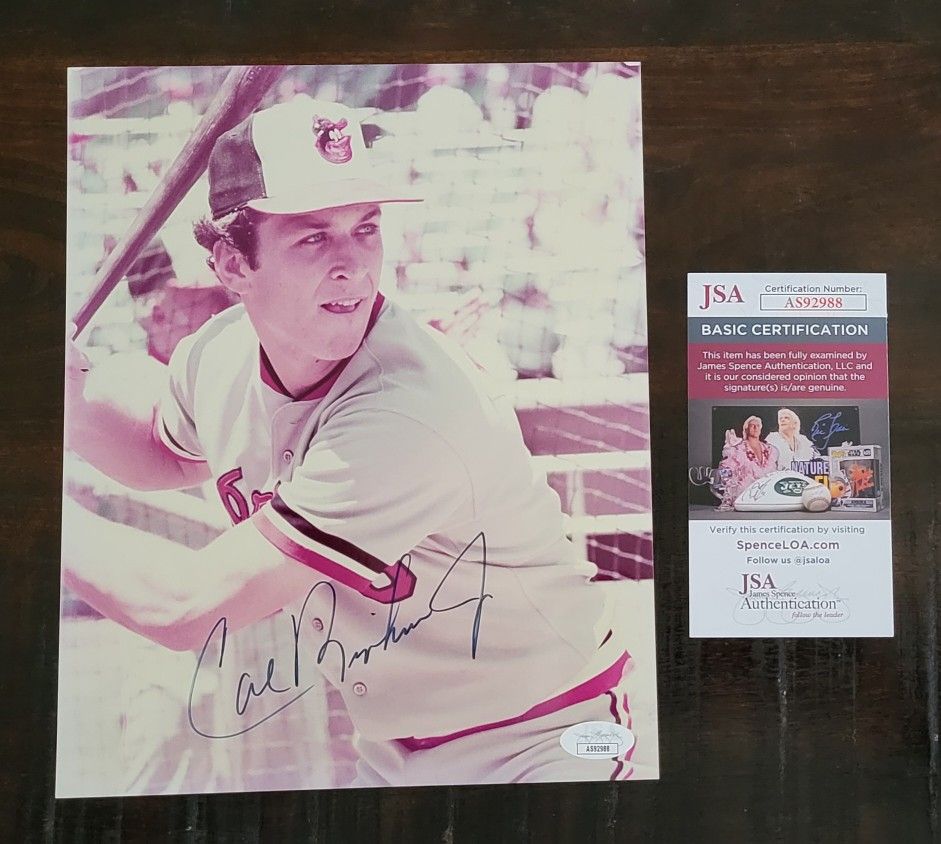 Cal Ripken Jr
AS92988
JSA
Certification Number:
AS92988
BASIC CERTIFICATION
This item has been fully examined by
James Spence Authentication, LLC and
it is our considered opinion that the
signature(s) is/are genuine.
NATURE
JETS
Verify this certification by visiting
SpenceLOA.com
Follow us @jsaloa
JSA
James Spence
Authentication
follow the leader